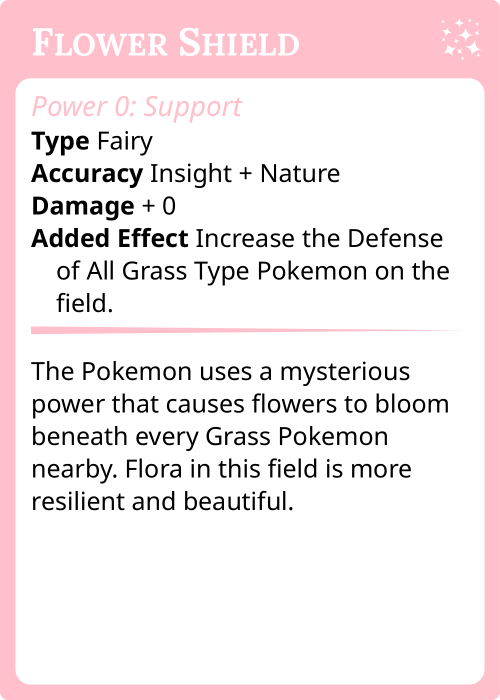 Flower Shield
Power 0: Support
Type Fairy
Accuracy Insight + Nature
Damage + 0
Added Effect Increase the Defense
of All Grass Type Pokemon on the
field.
The Pokemon uses a mysterious
power that causes flowers to bloom
beneath every Grass Pokemon
nearby. Flora in this field is more
resilient and beautiful.